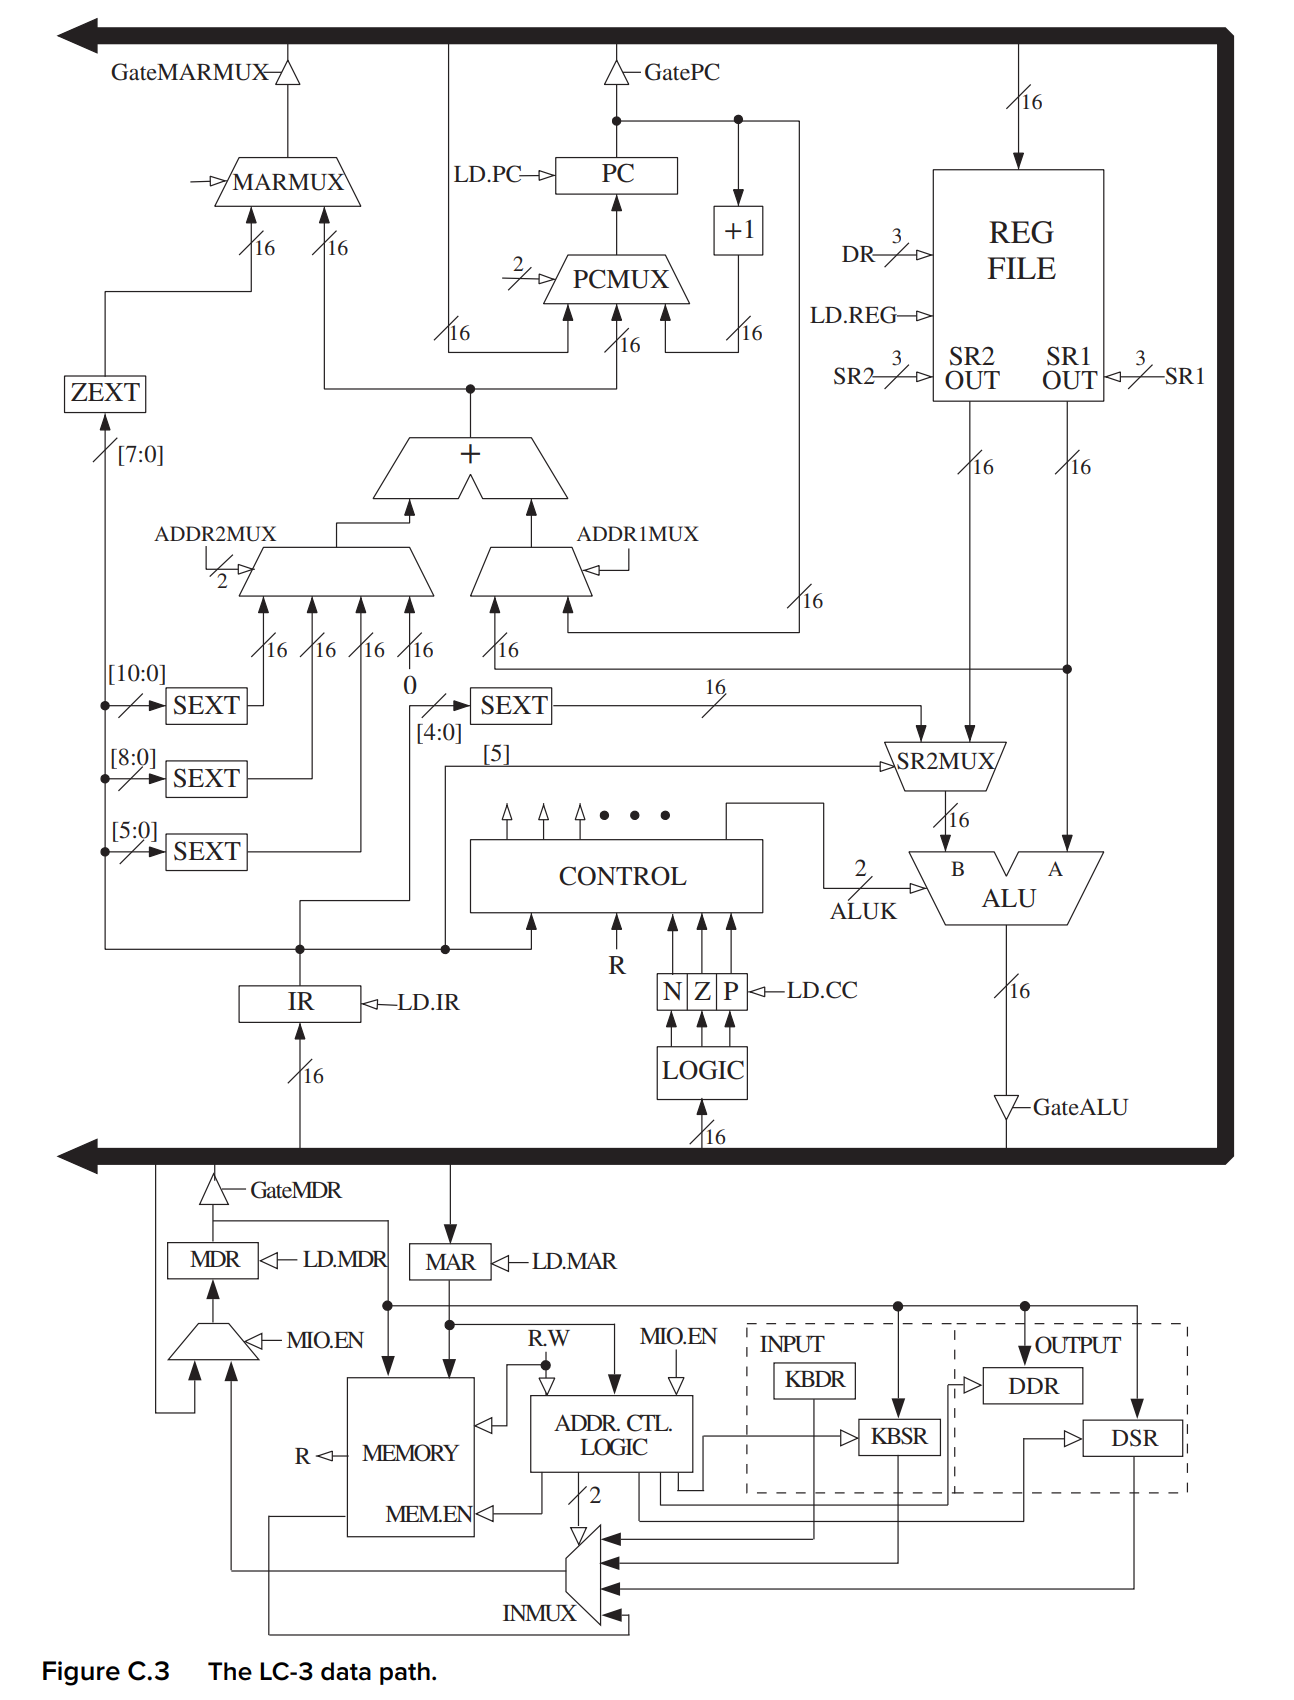 GateMARMUX
GatePC
16
MARMUX
LD.PC
PC
+1
2
PCMUX
16
16
16
16
16
REG
FILE
DR
3
LD.REG
SR2
3
SR2
OUT
SR1
OUT
3
SR1
ZEXT
[7:0]
+
16
16
ADDR2MUX
2
ADDR1MUX
16
16
16
16
16
0
16
[10:0]
SEXT
[8:0]
SEXT
[5:0]
SEXT
[4:0]
SEXT
16
[5]
SR2MUX
16
CONTROL
2
ALUK
B
A
ALU
R
N
Z
P
LD.CC
IR
LD.IR
16
LOGIC
16
16
GateALU
GateMDR
MDR
LD.MDR
MAR
LD.MAR
MIO.EN
R.W
MIO.EN
INPUT
KBDR
KBSR
OUTPUT
DDR
DSR
MEMORY
R
MEM.EN
ADDR. CTL.
LOGIC
2
INMUX
Figure C.3 The LC-3 data path.